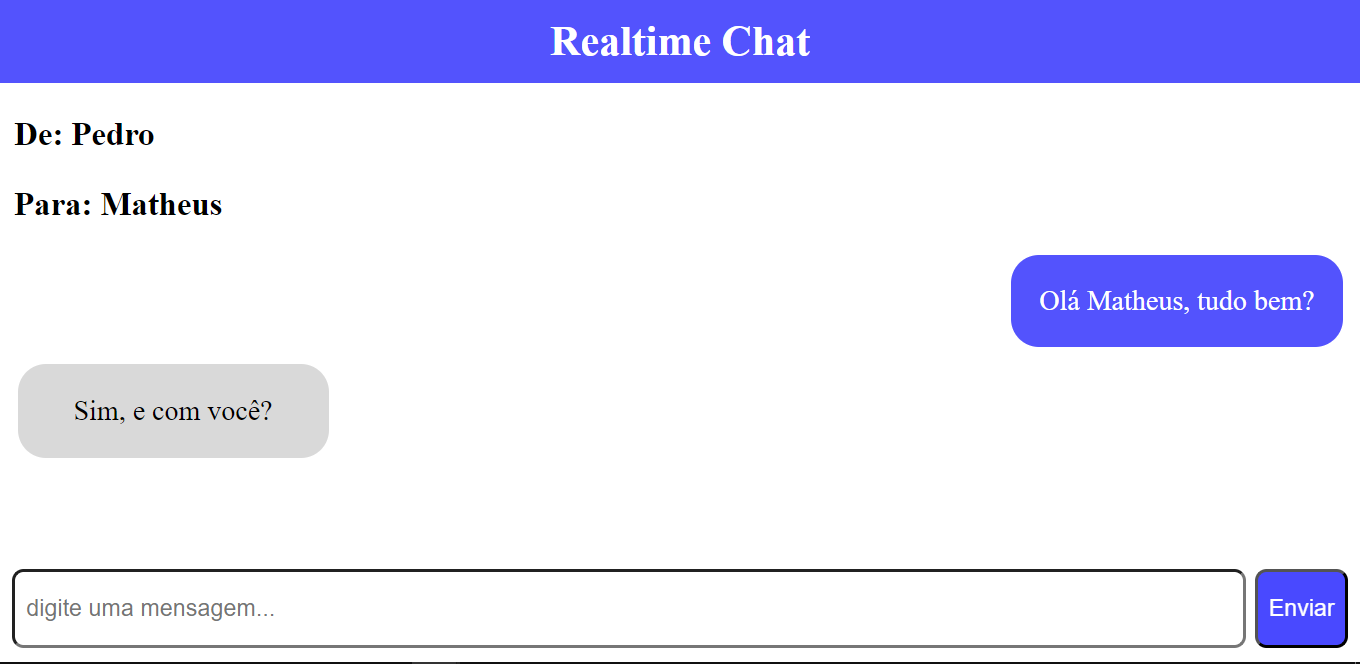 Realtime Chat
De: Pedro
Para: Matheus
Olá Matheus, tudo bem?
Sim, e com você?
digite uma mensagem...
Enviar